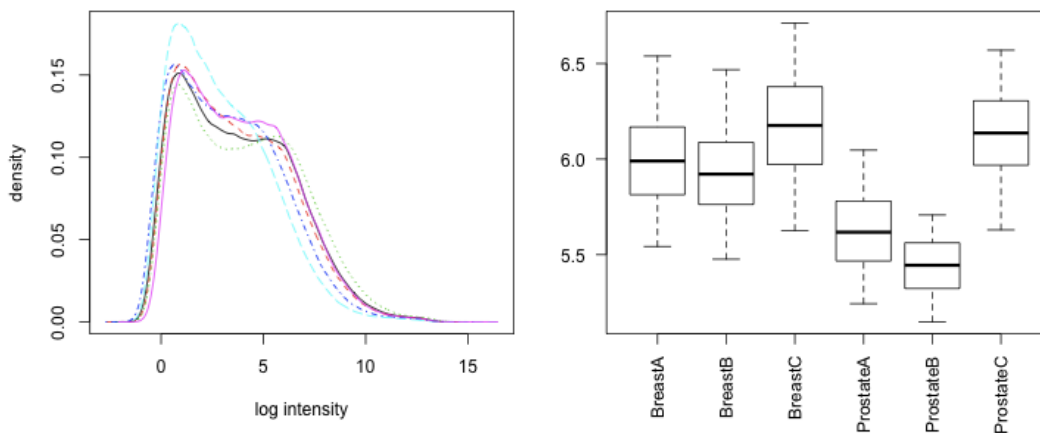 density
0.00
0.05
0.10
0.15
0 5 10 15
log intensity
5.5
6.0
6.5
BreastA
BreastB
BreastC
ProstateA
ProstateB
ProstateC